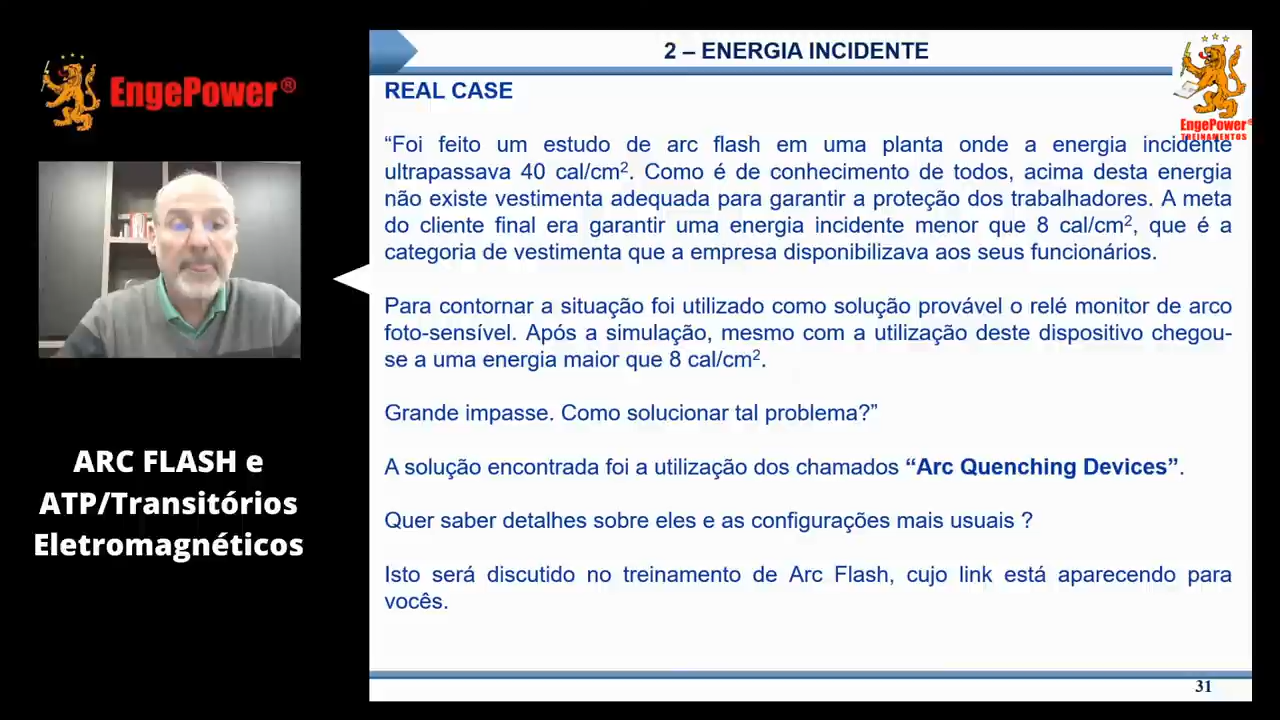 EngePower®
ARC FLASH e
ATP/Transitórios
Eletromagnéticos
2 – ENERGIA INCIDENTE
EngePower®
TREINAMENTOS
REAL CASE
“Foi feito um estudo de arc flash em uma planta onde a energia incidente
ultrapassava 40 cal/cm². Como é de conhecimento de todos, acima desta energia
não existe vestimenta adequada para garantir a proteção dos trabalhadores. A meta
do cliente final era garantir uma energia incidente menor que 8 cal/cm², que é a
categoria de vestimenta que a empresa disponibilizava aos seus funcionários.
Para contornar a situação foi utilizado como solução provável o relé monitor de arco
foto-sensível. Após a simulação, mesmo com a utilização deste dispositivo chegou-
se a uma energia maior que 8 cal/cm².
Grande impasse. Como solucionar tal problema?”
A solução encontrada foi a utilização dos chamados “Arc Quenching Devices”.
Quer saber detalhes sobre eles e as configurações mais usuais ?
Isto será discutido no treinamento de Arc Flash, cujo link está aparecendo para
vocês.
31